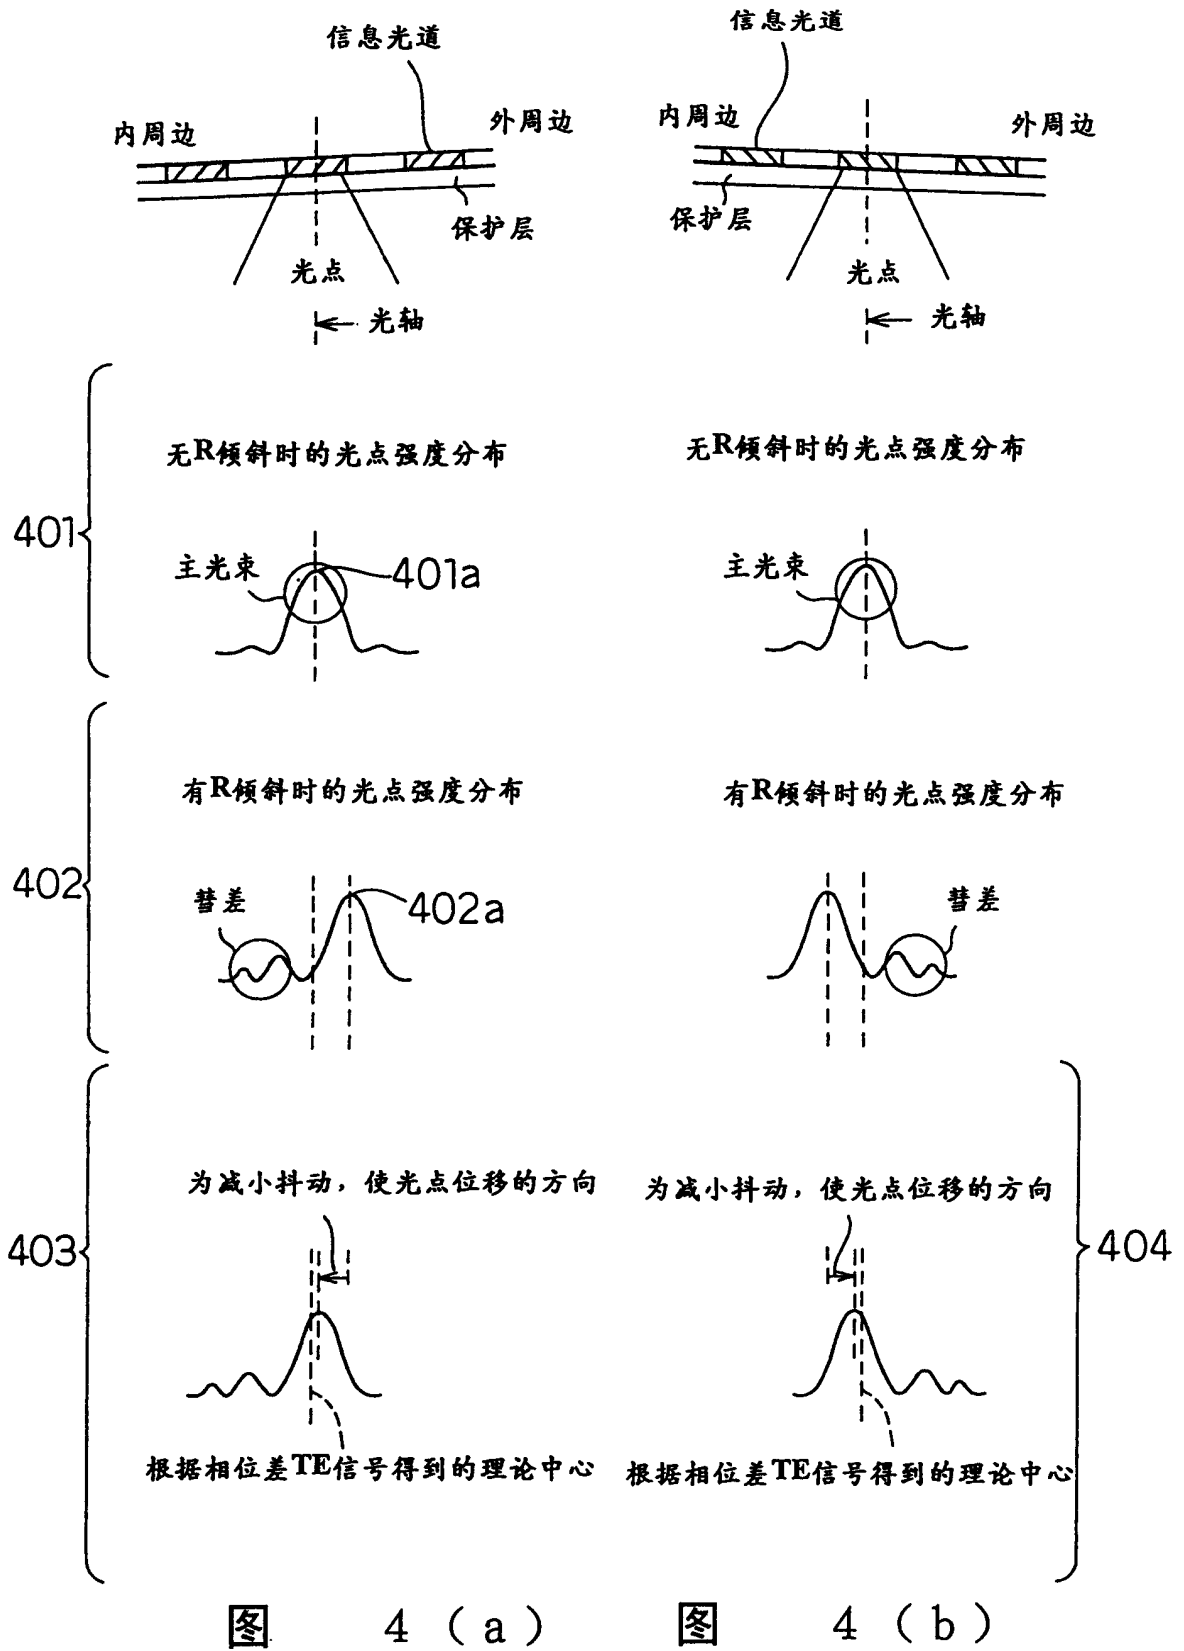 信息光道
信息光道
内周边
外周边
内周边
外周边
保护层
保护层
光点
光点
光轴
光轴
无R倾斜时的光点强度分布
无R倾斜时的光点强度分布
401
主光束
401a
主光束
有R倾斜时的光点强度分布
有R倾斜时的光点强度分布
402
彗差
402a
彗差
为减小抖动，使光点位移的方向
为减小抖动，使光点位移的方向
403
404
根据相位差TE信号得到的理论中心
根据相位差TE信号得到的理论中心
图 4（a）
图 4（b）